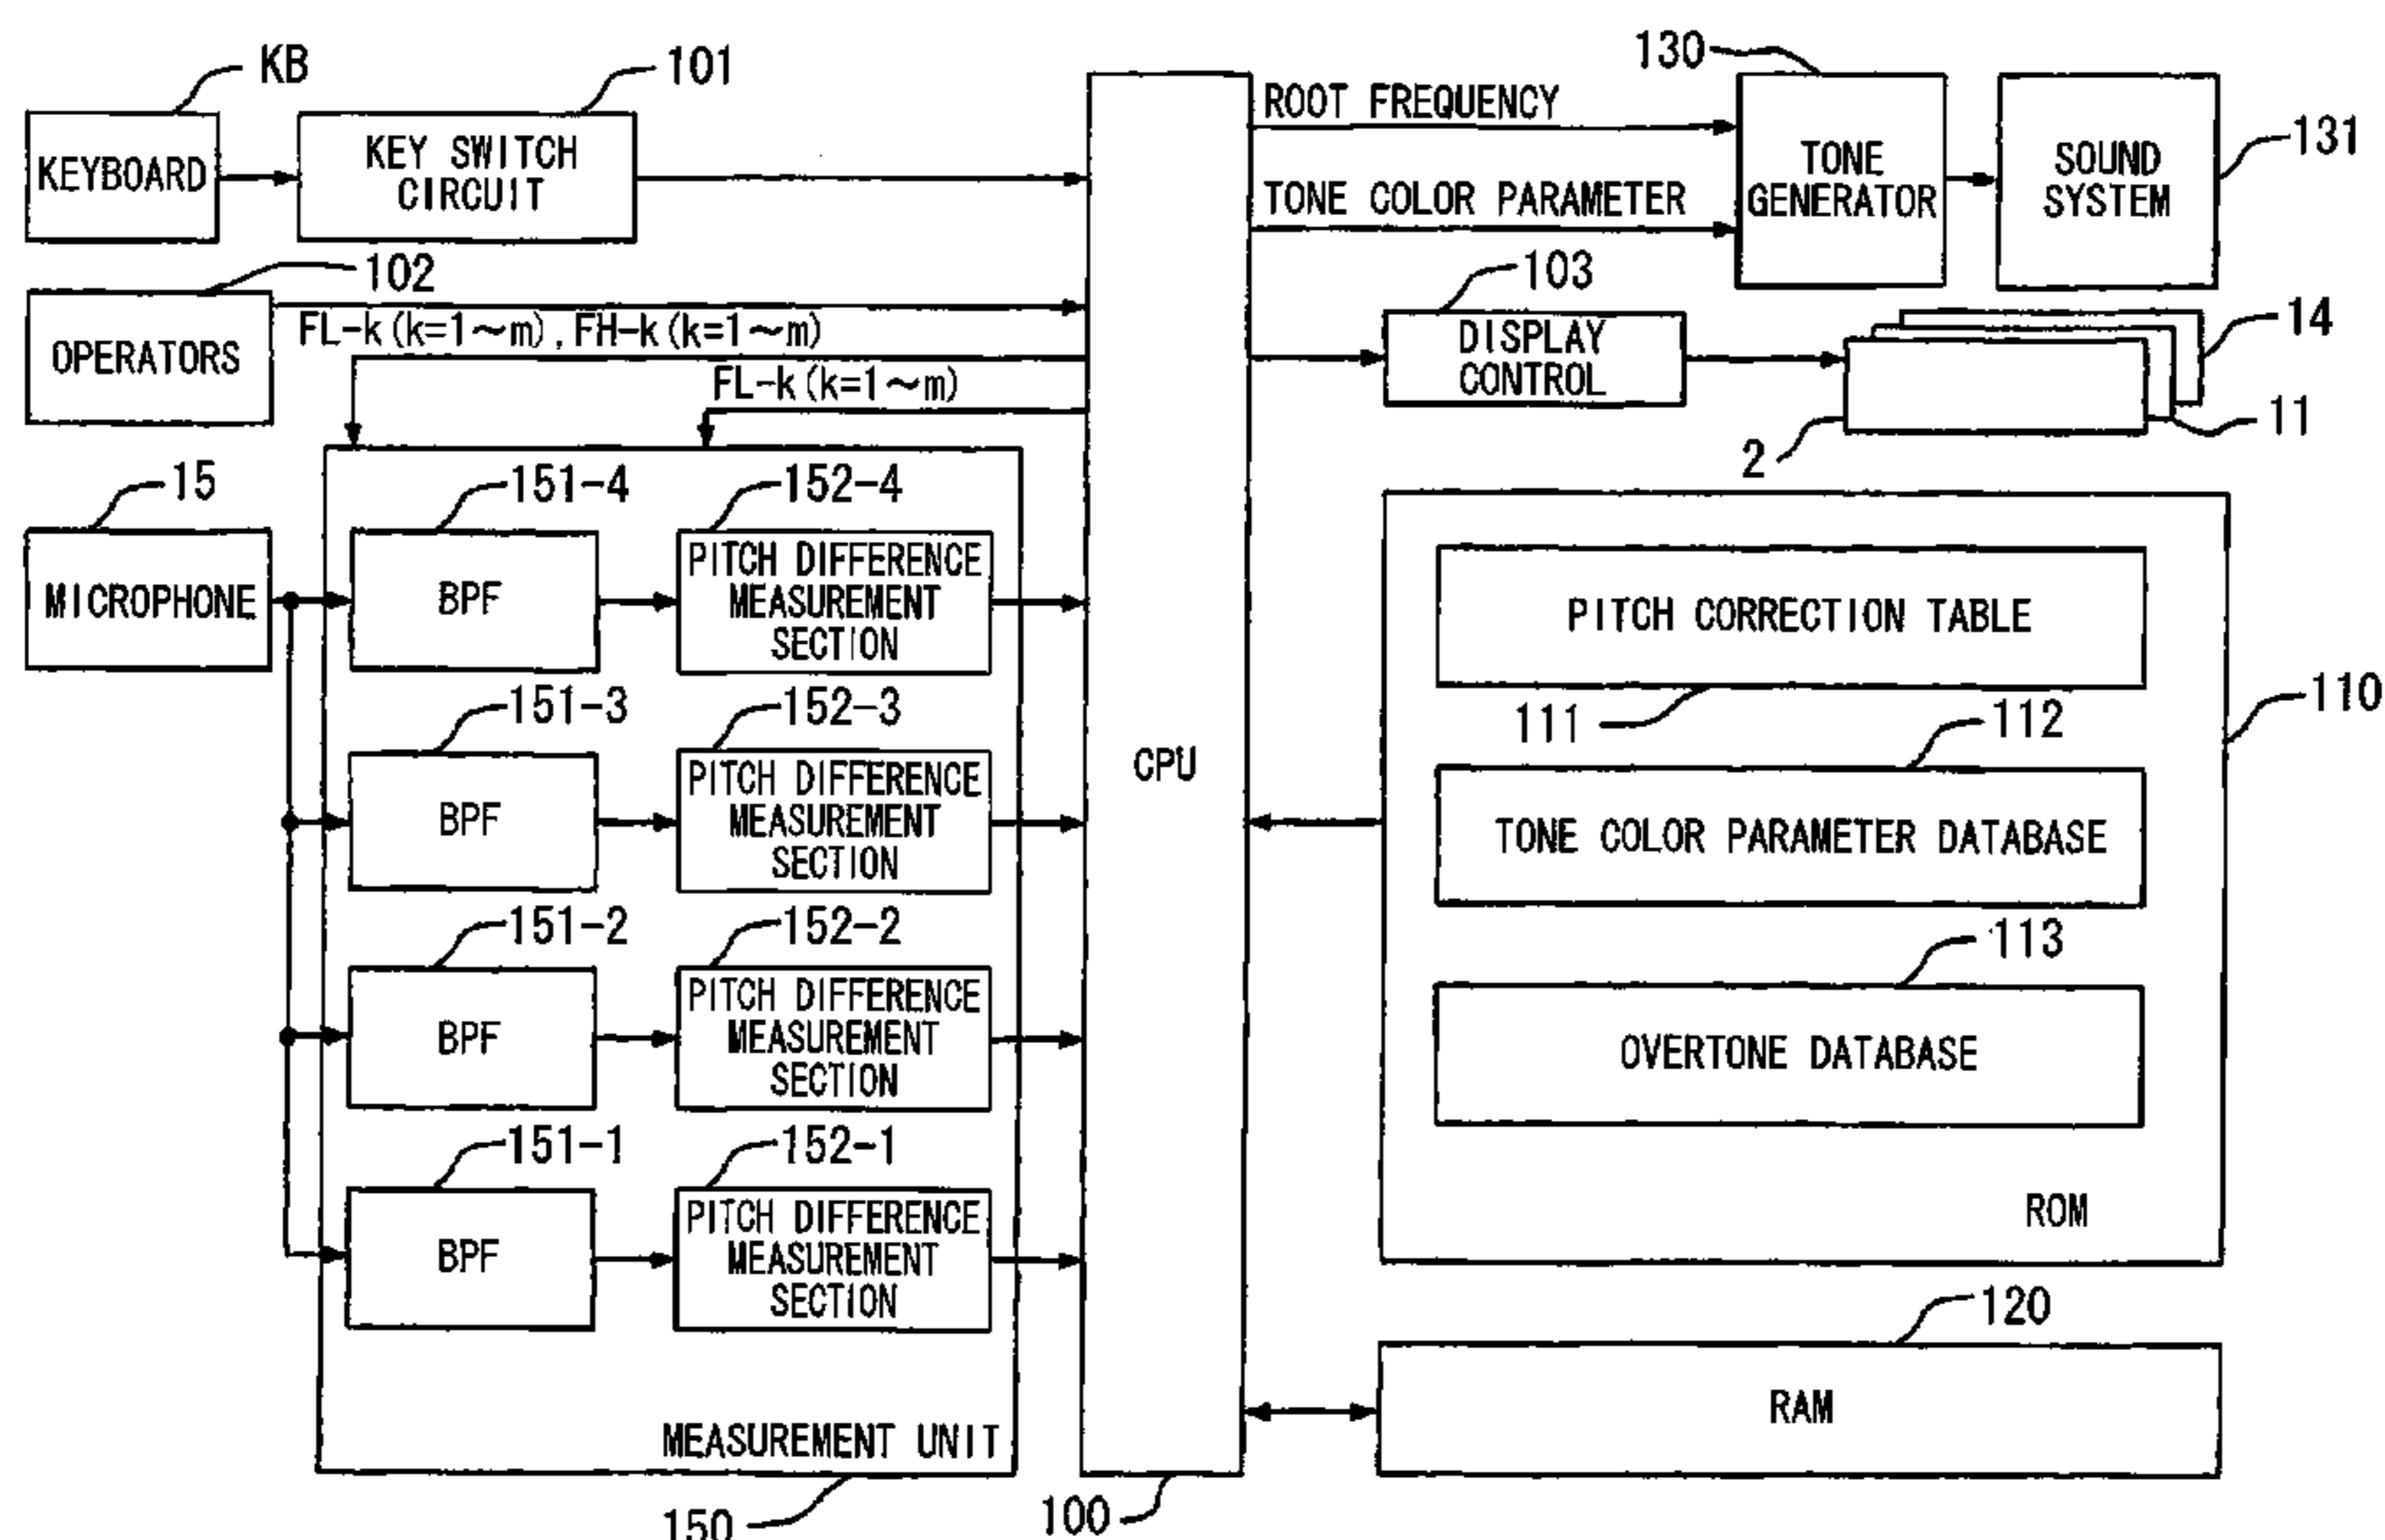 KB
101
130
KEYBOARD
KEY SWITCH
CIRCUIT
ROOT FREQUENCY
TONE COLOR PARAMETER
TONE
GENERATOR
SOUND
SYSTEM
131
102
OPERATORS
FL-k(k=1～m),FH-k(k=1～m)
FL-k(k=1～m)
103
DISPLAY
CONTROL
14
11
2
15
MICROPHONE
151-4
152-4
BPF
PITCH DIFFERENCE
MEASUREMENT
SECTION
151-3
152-3
BPF
PITCH DIFFERENCE
MEASUREMENT
SECTION
151-2
152-2
BPF
PITCH DIFFERENCE
MEASUREMENT
SECTION
151-1
152-1
BPF
PITCH DIFFERENCE
MEASUREMENT
SECTION
MEASUREMENT UNIT
150
CPU
100
PITCH CORRECTION TABLE
111
112
110
TONE COLOR PARAMETER DATABASE
113
OVERTONE DATABASE
ROM
120
RAM